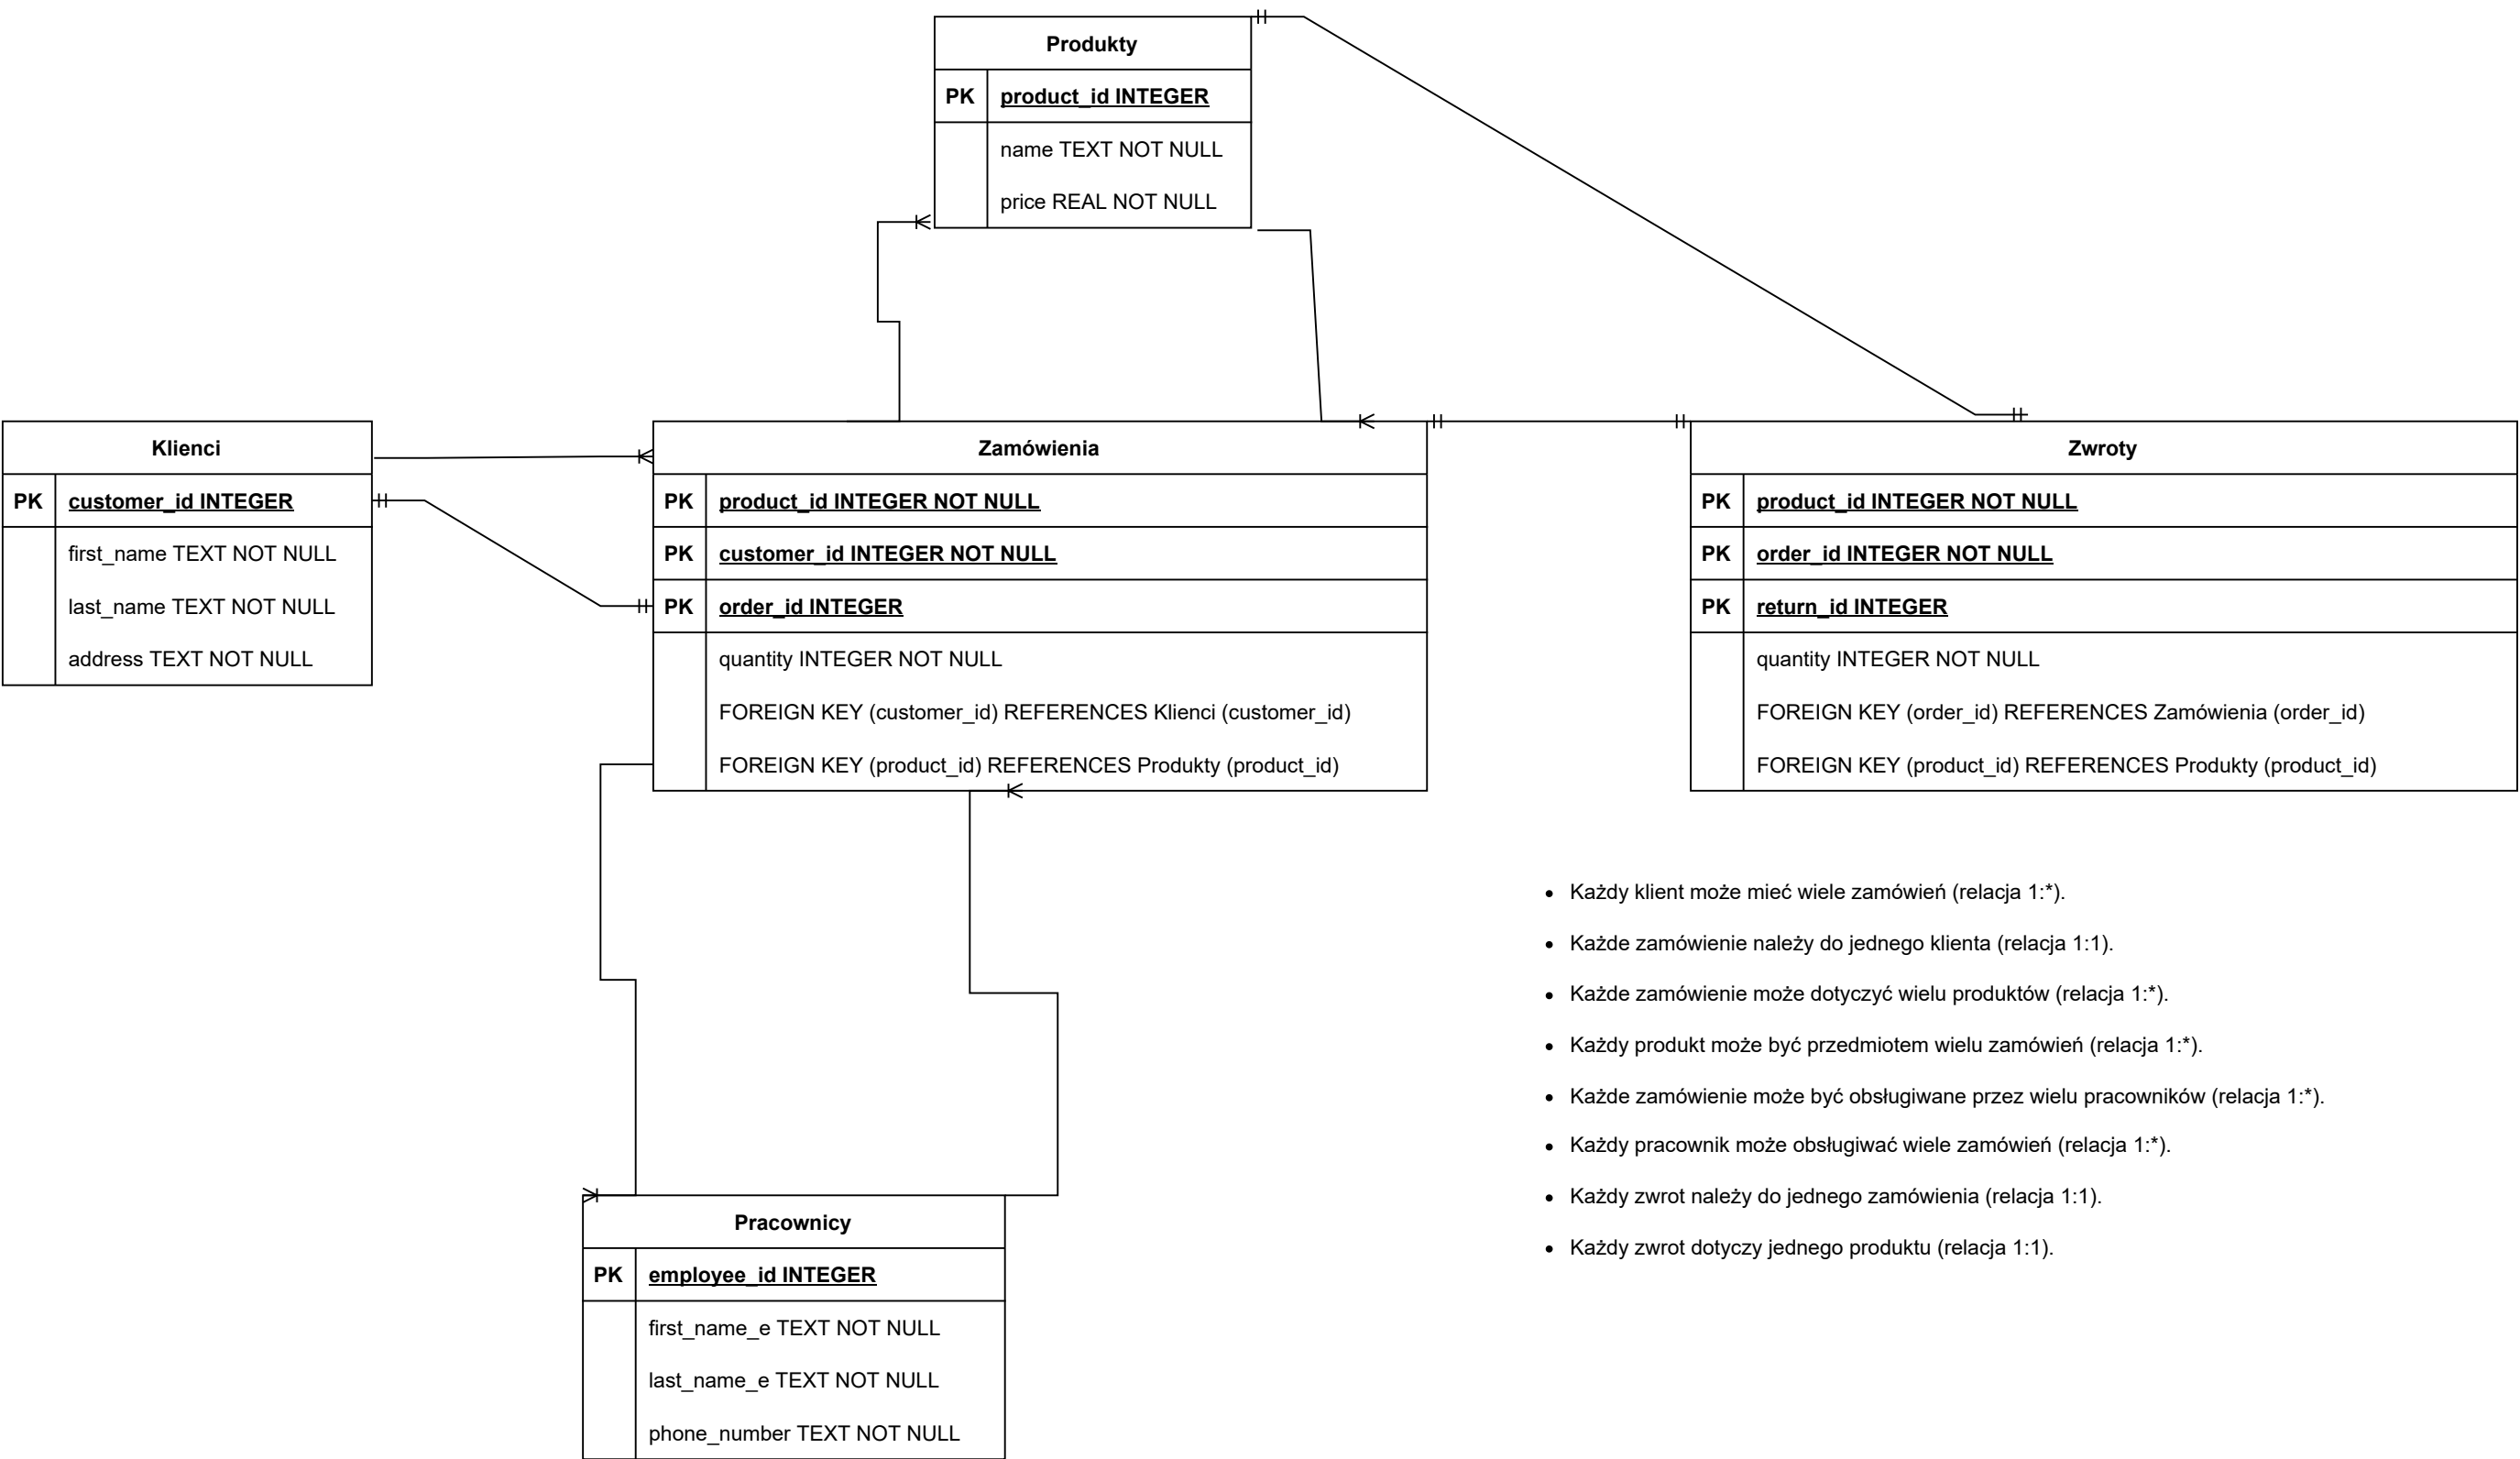 Produkty
PK product_id INTEGER
name TEXT NOT NULL
price REAL NOT NULL
Klienci
PK customer_id INTEGER
first_name TEXT NOT NULL
last_name TEXT NOT NULL
address TEXT NOT NULL
Zamówienia
PK product_id INTEGER NOT NULL
PK customer_id INTEGER NOT NULL
PK order_id INTEGER
quantity INTEGER NOT NULL
FOREIGN KEY (customer_id) REFERENCES Klienci (customer_id)
FOREIGN KEY (product_id) REFERENCES Produkty (product_id)
Zwroty
PK product_id INTEGER NOT NULL
PK order_id INTEGER NOT NULL
PK return_id INTEGER
quantity INTEGER NOT NULL
FOREIGN KEY (order_id) REFERENCES Zamówienia (order_id)
FOREIGN KEY (product_id) REFERENCES Produkty (product_id)
• Każdy klient może mieć wiele zamówień (relacja 1:*).
• Każde zamówienie należy do jednego klienta (relacja 1:1).
• Każde zamówienie może dotyczyć wielu produktów (relacja 1:*).
• Każdy produkt może być przedmiotem wielu zamówień (relacja 1:*).
• Każde zamówienie może być obsługiwane przez wielu pracowników (relacja 1:*).
• Każdy pracownik może obsługiwać wiele zamówień (relacja 1:*).
• Każdy zwrot należy do jednego zamówienia (relacja 1:1).
• Każdy zwrot dotyczy jednego produktu (relacja 1:1).
Pracownicy
PK employee_id INTEGER
first_name_e TEXT NOT NULL
last_name_e TEXT NOT NULL
phone_number TEXT NOT NULL